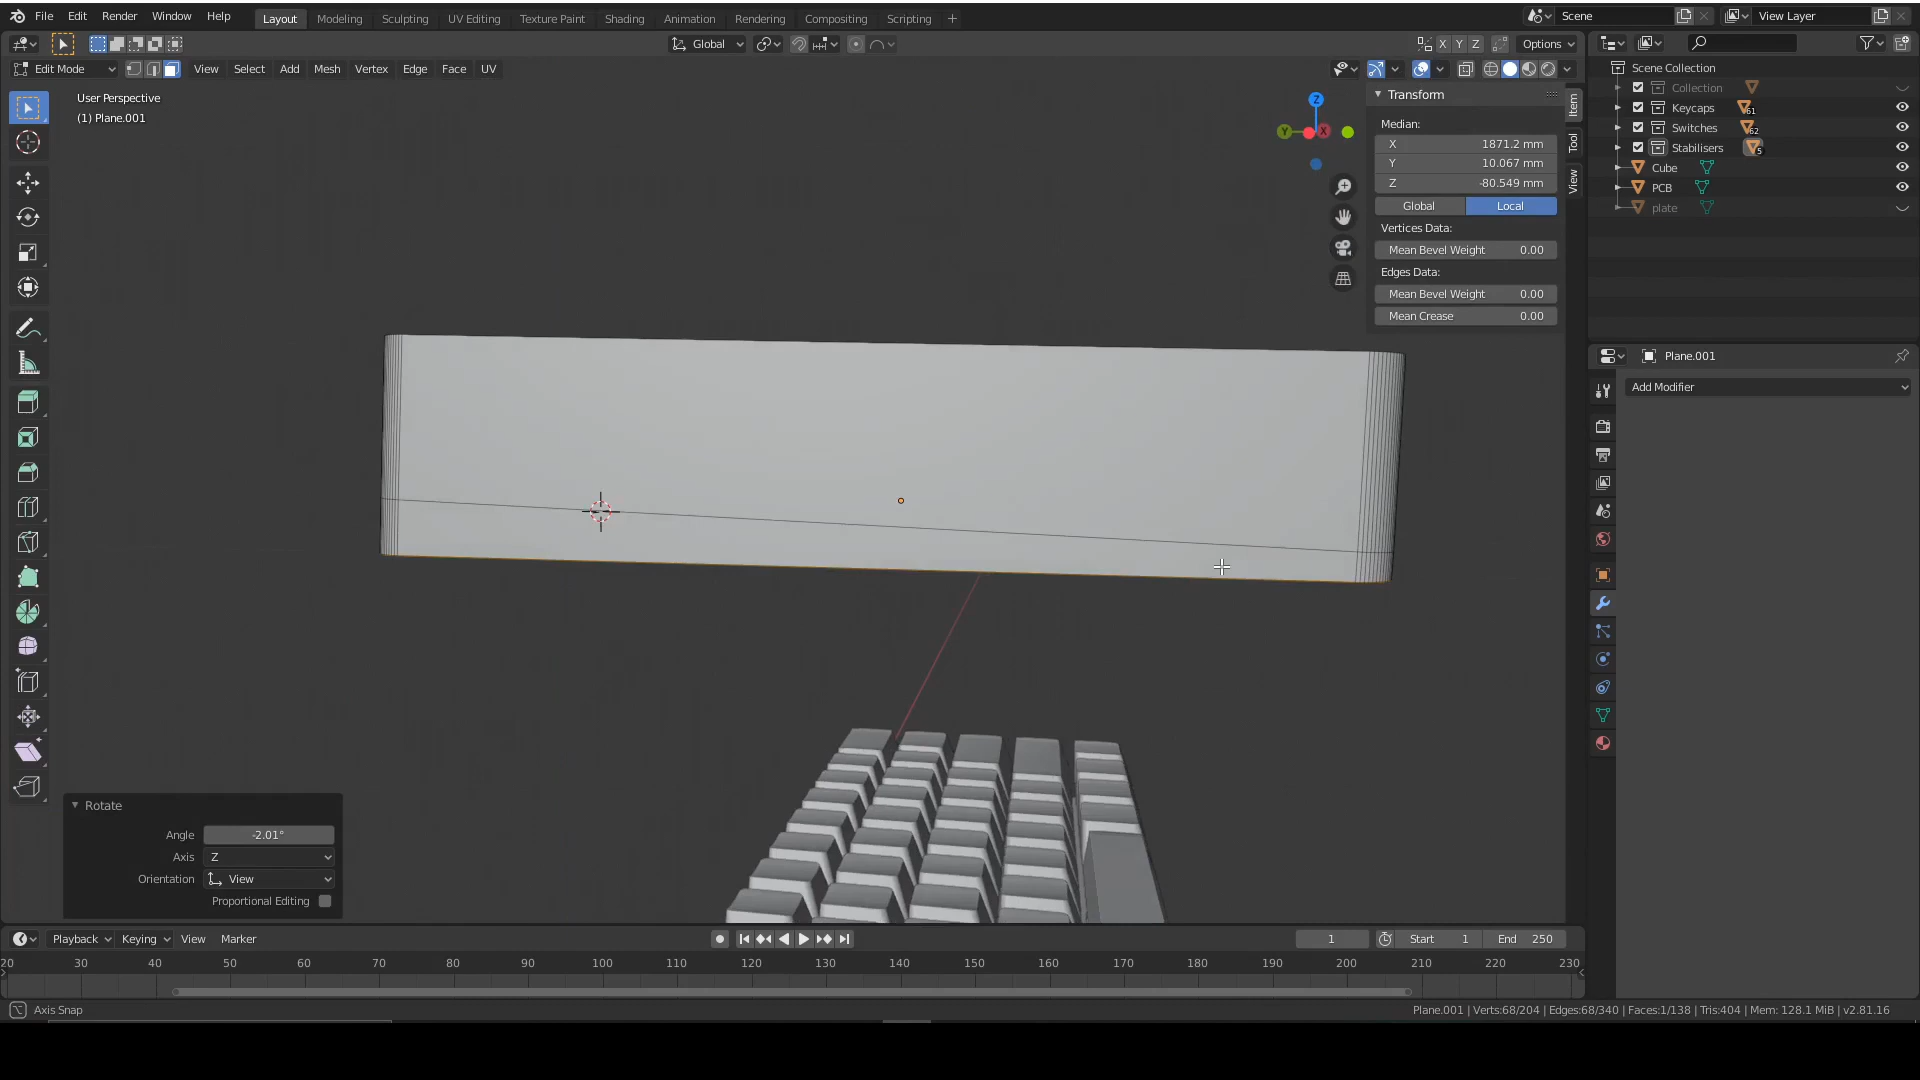 File Edit Render Window Help Layout Modeling Sculpting UV Editing Texture Paint Shading Animation Rendering Compositing Scripting + Scene View Layer
Global X Y Z Options
Edit Mode View Select Add Mesh Vertex Edge Face UV
User Perspective
(1) Plane.001
Z
Y
X
Transform
Median:
X 1871.2 mm
Y 10.067 mm
Z -80.549 mm
Global Local
Vertices Data:
Mean Bevel Weight 0.00
Edges Data:
Mean Bevel Weight 0.00
Mean Crease 0.00
Item
Tool
View
Scene Collection
Collection
Keycaps 61
Switches 62
Stabilisers 5
Cube
PCB
plate
Plane.001
Add Modifier
Rotate
Angle -2.01°
Axis Z
Orientation View
Proportional Editing
Playback Keying View Marker 1 Start 1 End 250
20 30 40 50 60 70 80 90 100 110 120 130 140 150 160 170 180 190 200 210 220 230
Axis Snap
Plane.001 | Verts:68/204 | Edges:68/340 | Faces:1/138 | Tris:404 | Mem: 128.1 MiB | v2.81.16